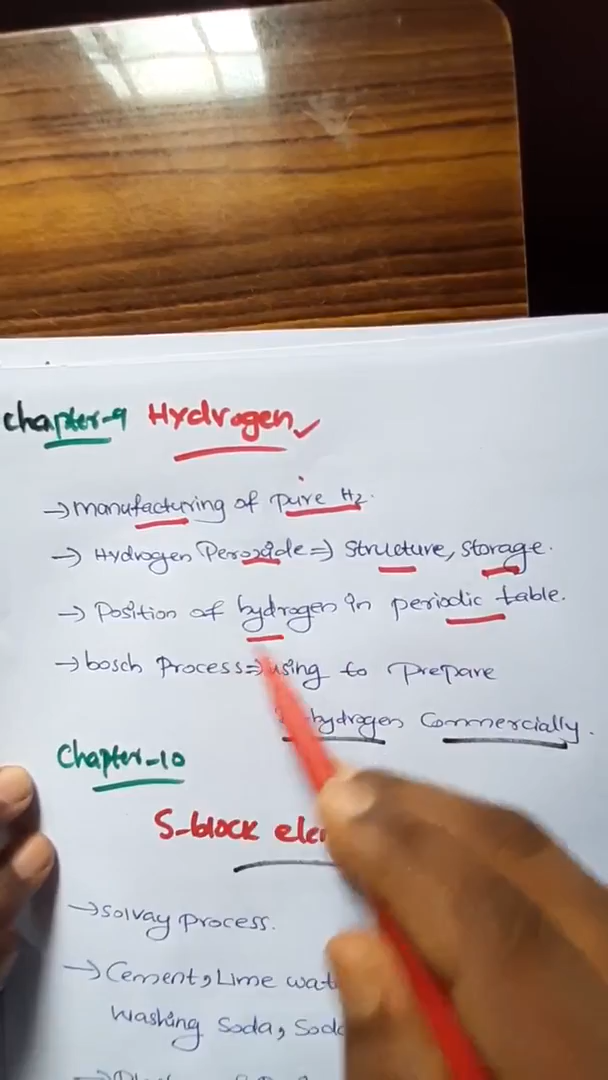 Chapter-9 Hydrogen ✓
→ manufacturing of pure H2.
→ Hydrogen Peroxide ⇒ Structure, Storage.
→ Position of hydrogen in periodic table.
→ bosch Process ⇒ using to prepare
hydrogen Commercially.
Chapter-10
S-block
→ Solvay process.
→ Cement, Lime
Washing Soda,